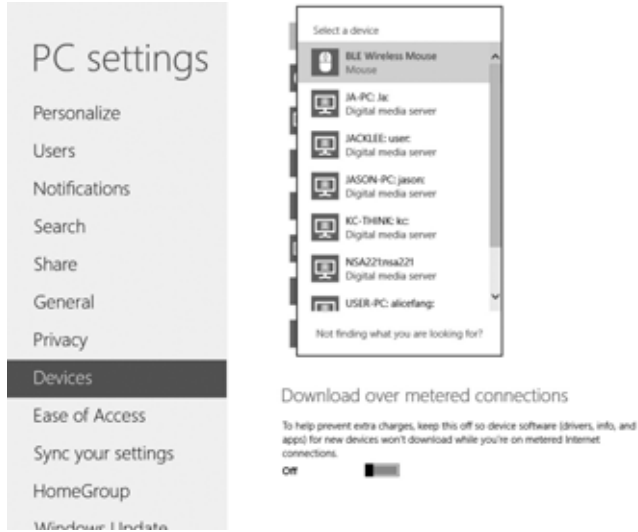 PC settings
Personalize
Users
Notifications
Search
Share
General
Privacy
Devices
Ease of Access
Sync your settings
HomeGroup
Windows Update
Select a device
BLE Wireless Mouse
Mouse
JA-PC: Ja:
Digital media server
JACKLEE: user:
Digital media server
JASON-PC: jason:
Digital media server
KC-THINK: kc:
Digital media server
NSA221nsa221
Digital media server
USER-PC: alicefang:
Not finding what you are looking for?
Download over metered connections
To help prevent extra charges, keep this off so device software (drivers, info, and
apps) for new devices won't download while you're on metered Internet
connections.
Off